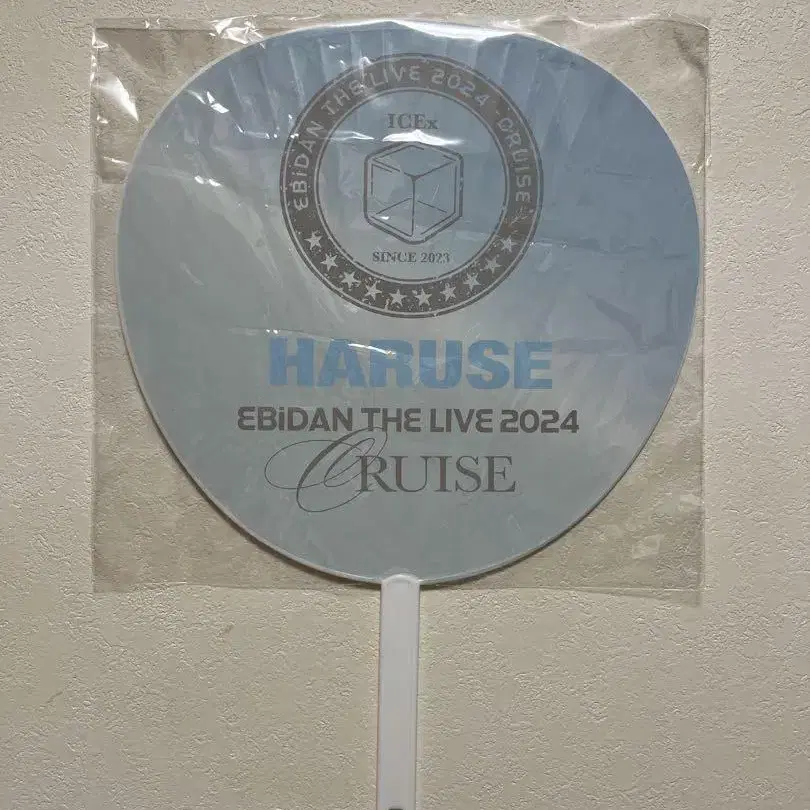 EBiDAN THE LIVE 2024 -CRUISE-
ICEx
SINCE 2023
HARUSE
EBiDAN THE LIVE 2024
CRUISE